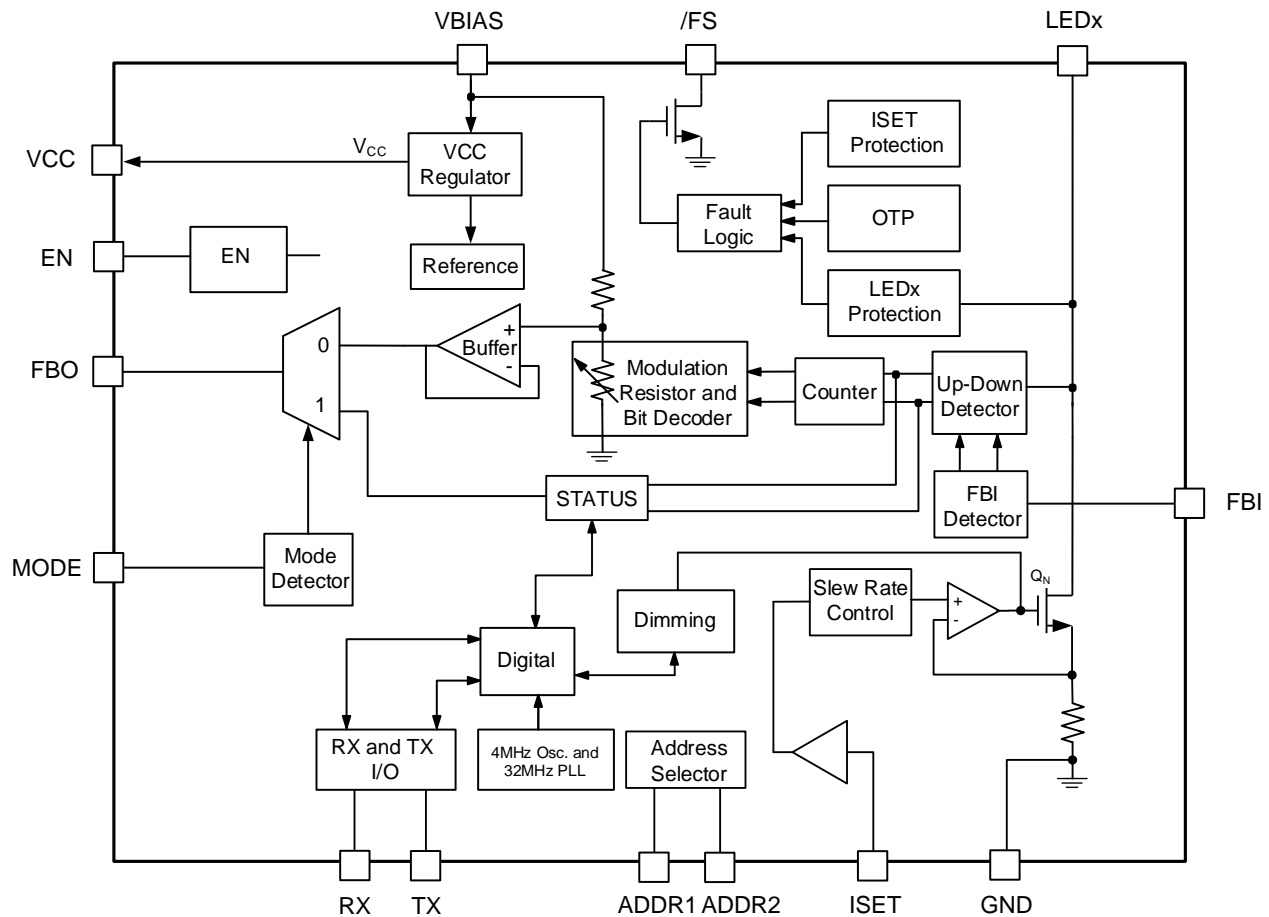 VBIAS
/FS
LEDx
VCC
VCC
VCC
Regulator
ISET
Protection
Fault
Logic
OTP
EN
EN
Reference
LEDx
Protection
FBO
0
1
Buffer
+
-
Modulation
Resistor and
Bit Decoder
Counter
Up-Down
Detector
STATUS
FBI
Detector
FBI
MODE
Mode
Detector
Dimming
Slew Rate
Control
+
-
QN
Digital
RX and TX
I/O
4MHz Osc. and
32MHz PLL
Address
Selector
RX
TX
ADDR1
ADDR2
ISET
GND